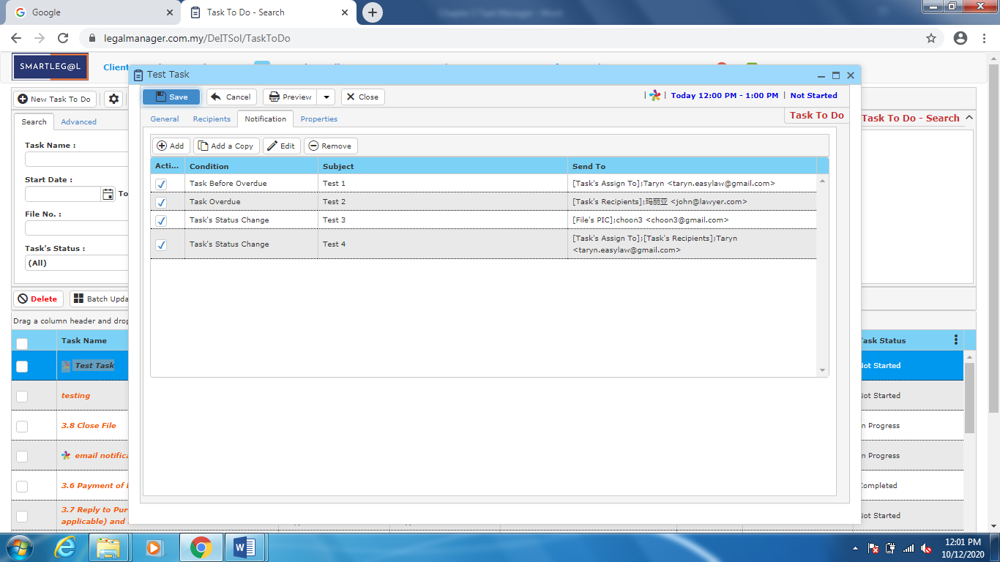 Google
Task To Do - Search
legalmanager.com.my/DeITSol/TaskToDo
SMARTLEG@L
Client
Test Task
Save
Cancel
Preview
Close
| Today 12:00 PM - 1:00 PM | Not Started
General
Recipients
Notification
Properties
Task To Do
Add
Add a Copy
Edit
Remove
Acti... Condition Subject Send To
Task Before Overdue Test 1 [Task's Assign To];Taryn <taryn.easylaw@gmail.com>
Task Overdue Test 2 [Task's Recipients];玛丽亚 <john@lawyer.com>
Task's Status Change Test 3 [File's PIC];choon3 <choon3@gmail.com>
Task's Status Change Test 4 [Task's Assign To];[Task's Recipients];Taryn
<taryn.easylaw@gmail.com>
New Task To Do
Search
Advanced
Task To Do - Search
Task Name :
Start Date :
To
File No. :
Task's Status :
(All)
Delete
Batch Upda
Drag a column header and drop
Task Name
Task Status
Test Task
Not Started
testing
Not Started
3.8 Close File
In Progress
email notifica
In Progress
3.6 Payment of
Completed
3.7 Reply to Pur
applicable) and
Not Started
12:01 PM
10/12/2020